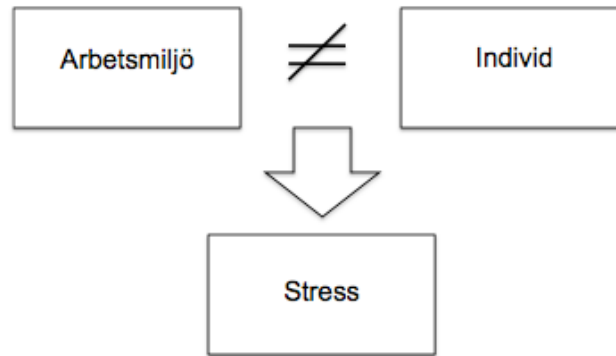 Arbetsmiljö
≠
Individ
Stress